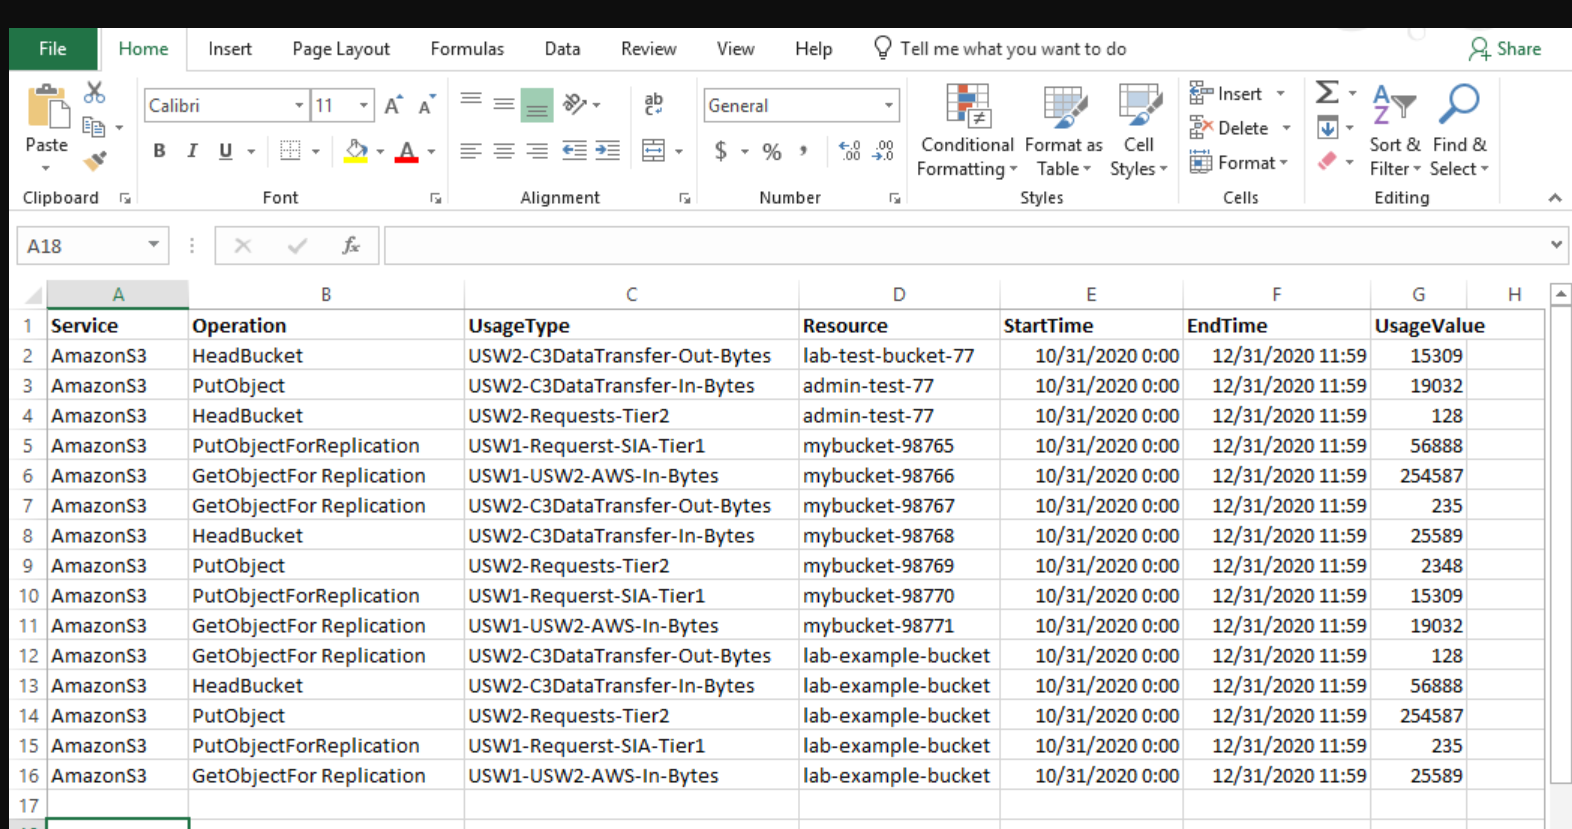 File Home Insert Page Layout Formulas Data Review View Help Tell me what you want to do Share
Calibri 11 A A ab c General Insert Σ A Z
Paste B I U A $ % , .0 .00 .00 .0 Conditional Format as Cell Delete Sort & Find &
Formatting Table Styles Format Filter Select
Clipboard Font Alignment Number Styles Cells Editing
A18 fx
A B C D E F G H
1 Service Operation UsageType Resource StartTime EndTime UsageValue
2 AmazonS3 HeadBucket USW2-C3DataTransfer-Out-Bytes lab-test-bucket-77 10/31/2020 0:00 12/31/2020 11:59 15309
3 AmazonS3 PutObject USW2-C3DataTransfer-In-Bytes admin-test-77 10/31/2020 0:00 12/31/2020 11:59 19032
4 AmazonS3 HeadBucket USW2-Requests-Tier2 admin-test-77 10/31/2020 0:00 12/31/2020 11:59 128
5 AmazonS3 PutObjectForReplication USW1-Requerst-SIA-Tier1 mybucket-98765 10/31/2020 0:00 12/31/2020 11:59 56888
6 AmazonS3 GetObjectFor Replication USW1-USW2-AWS-In-Bytes mybucket-98766 10/31/2020 0:00 12/31/2020 11:59 254587
7 AmazonS3 GetObjectFor Replication USW2-C3DataTransfer-Out-Bytes mybucket-98767 10/31/2020 0:00 12/31/2020 11:59 235
8 AmazonS3 HeadBucket USW2-C3DataTransfer-In-Bytes mybucket-98768 10/31/2020 0:00 12/31/2020 11:59 25589
9 AmazonS3 PutObject USW2-Requests-Tier2 mybucket-98769 10/31/2020 0:00 12/31/2020 11:59 2348
10 AmazonS3 PutObjectForReplication USW1-Requerst-SIA-Tier1 mybucket-98770 10/31/2020 0:00 12/31/2020 11:59 15309
11 AmazonS3 GetObjectFor Replication USW1-USW2-AWS-In-Bytes mybucket-98771 10/31/2020 0:00 12/31/2020 11:59 19032
12 AmazonS3 GetObjectFor Replication USW2-C3DataTransfer-Out-Bytes lab-example-bucket 10/31/2020 0:00 12/31/2020 11:59 128
13 AmazonS3 HeadBucket USW2-C3DataTransfer-In-Bytes lab-example-bucket 10/31/2020 0:00 12/31/2020 11:59 56888
14 AmazonS3 PutObject USW2-Requests-Tier2 lab-example-bucket 10/31/2020 0:00 12/31/2020 11:59 254587
15 AmazonS3 PutObjectForReplication USW1-Requerst-SIA-Tier1 lab-example-bucket 10/31/2020 0:00 12/31/2020 11:59 235
16 AmazonS3 GetObjectFor Replication USW1-USW2-AWS-In-Bytes lab-example-bucket 10/31/2020 0:00 12/31/2020 11:59 25589
17